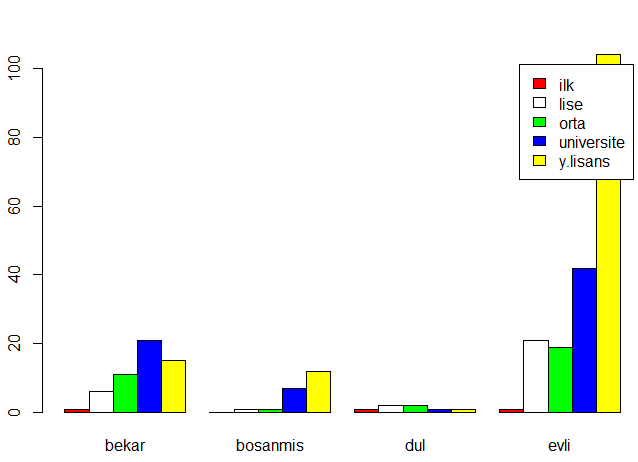 100
80
60
40
20
0
ilk
lise
orta
universite
y.lisans
bekar bosanmis dul evli